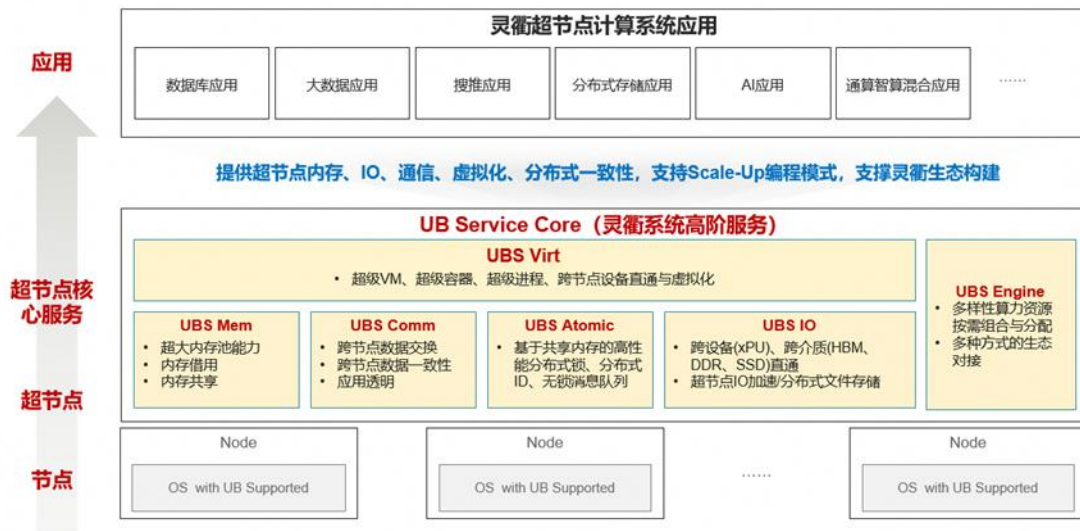 灵衢超节点计算系统应用
应用
数据库应用
大数据应用
搜推应用
分布式存储应用
AI应用
通算智算混合应用
……
提供超节点内存、IO、通信、虚拟化、分布式一致性，支持Scale-Up编程模式，支撑灵衢生态构建
UB Service Core（灵衢系统高阶服务）
超节点核
心服务
UBS Virt
• 超级VM、超级容器、超级进程、跨节点设备直通与虚拟化
UBS Engine
• 多样性算力资源
按需组合与分配
• 多种方式的生态
对接
UBS Mem
• 超大内存池能力
• 内存借用
• 内存共享
UBS Comm
• 跨节点数据交换
• 跨节点数据一致性
• 应用透明
UBS Atomic
• 基于共享内存的高性
能分布式锁、分布式
ID、无锁消息队列
UBS IO
• 跨设备(xPU)、跨介质(HBM、
DDR、SSD)直通
• 超节点IO加速/分布式文件存储
超节点
节点
Node
OS with UB Supported
Node
OS with UB Supported
……
Node
OS with UB Supported